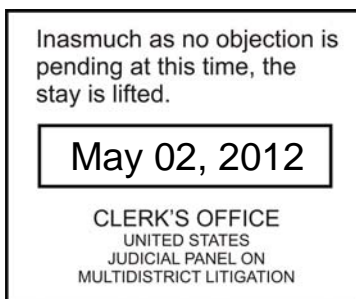 Inasmuch as no objection is
pending at this time, the
stay is lifted.
May 02, 2012
CLERK'S OFFICE
UNITED STATES
JUDICIAL PANEL ON
MULTIDISTRICT LITIGATION